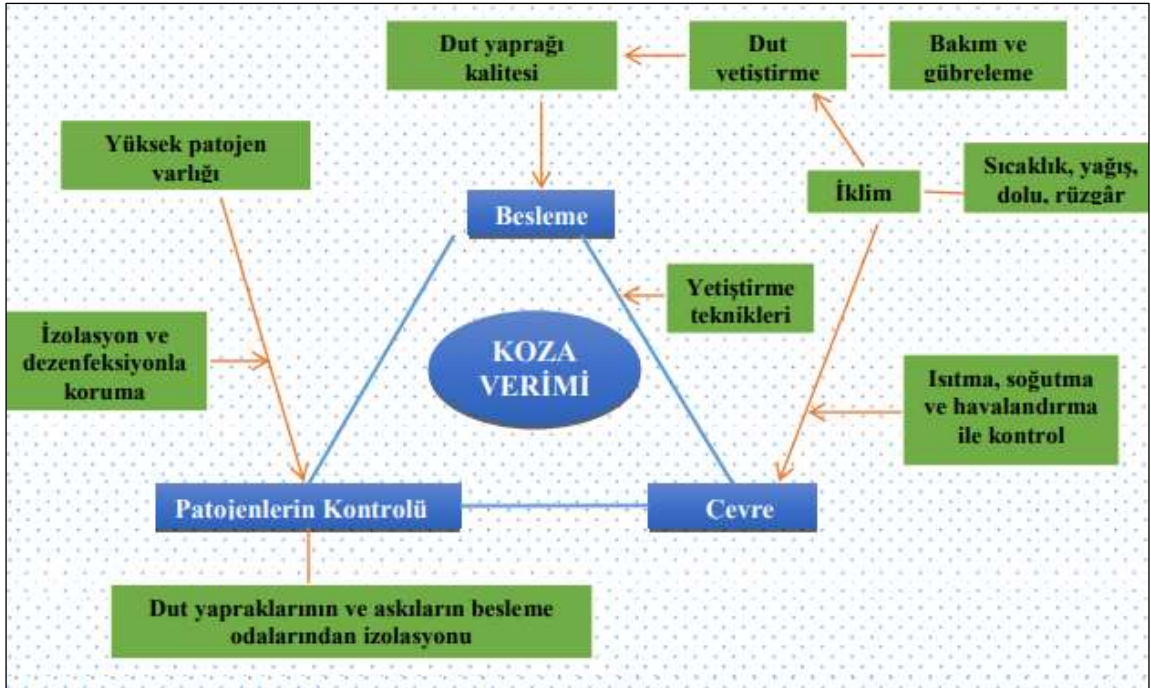 Dut yaprağı
kalitesi
Dut
yetiştirme
Bakım ve
gübreleme
Yüksek patojen
varlığı
İklim
Sıcaklık, yağış,
dolu, rüzgâr
Besleme
Yetiştirme
teknikleri
İzolasyon ve
dezenfeksiyonla
koruma
KOZA
VERİMİ
Isıtma, soğutma
ve havalandırma
ile kontrol
Patojenlerin Kontrolü
Cevre
Dut yapraklarının ve askıların besleme
odalarından izolasyonu